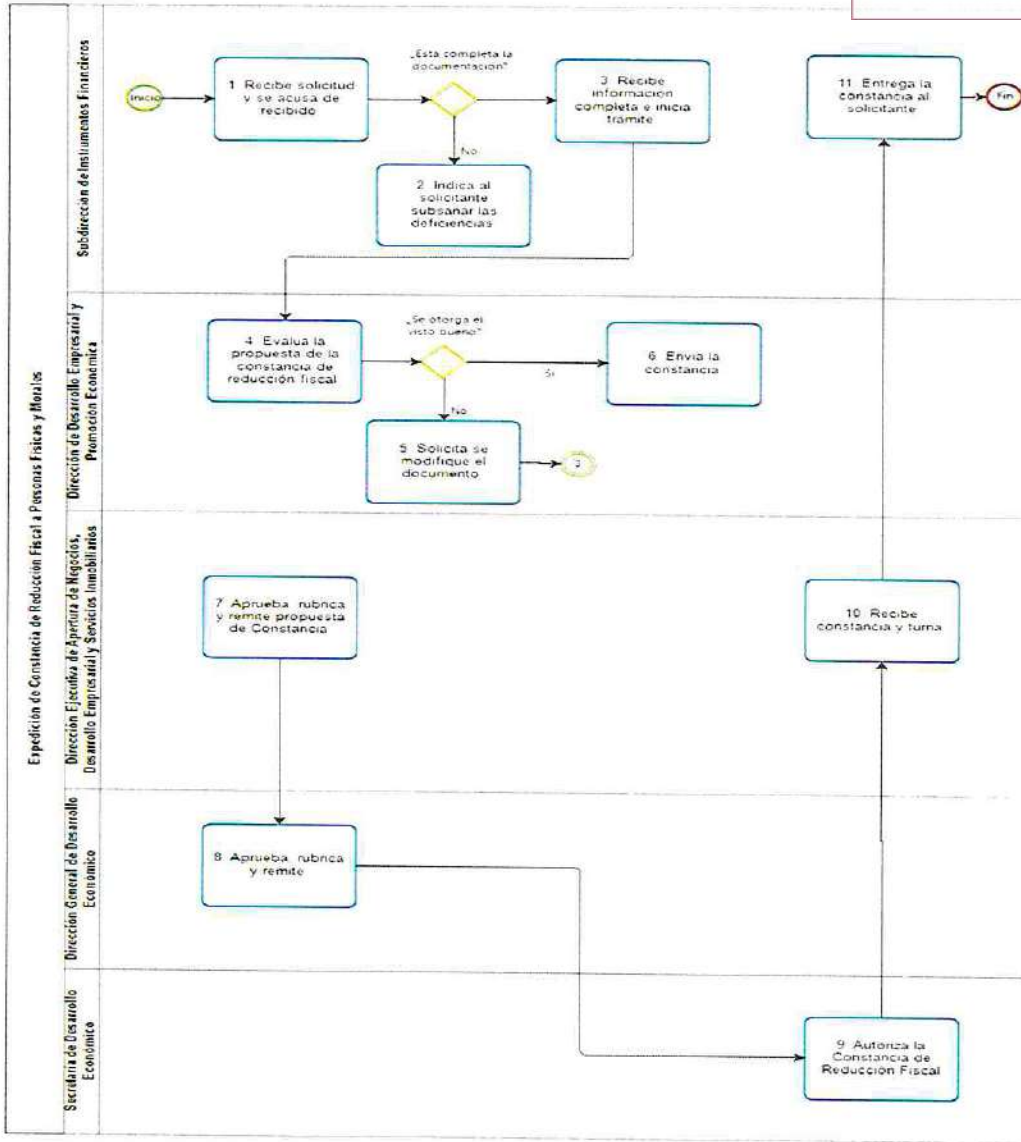 Expedición de Constancia de Reducción Fiscal a Personas Físicas y Morales
Subdirección de Instrumentos Financieros
Inicio
1 Recibe solicitud
y se acusa de
recibido
¿Esta completa la
documentación?
No
2 Indica al
solicitante
subsanar las
deficiencias
3 Recibe
información
completa e inicia
trámite
11 Entrega la
constancia al
solicitante
Fin
Dirección de Desarrollo Empresarial y
Promoción Económica
4 Evalua la
propuesta de la
constancia de
reducción fiscal
¿Se otorga el
visto bueno?
Si
No
5 Solicita se
modifique el
documento
3
6 Envia la
constancia
Dirección Ejecutiva de Apertura de Negocios,
Desarrollo Empresarial y Servicios Inmobiliarios
7 Aprueba, rubrica
y remite propuesta
de Constancia
10 Recibe
constancia y turna
Dirección General de Desarrollo
Económico
8 Aprueba, rubrica
y remite
Secretaría de Desarrollo
Económico
9 Autoriza la
Constancia de
Reducción Fiscal